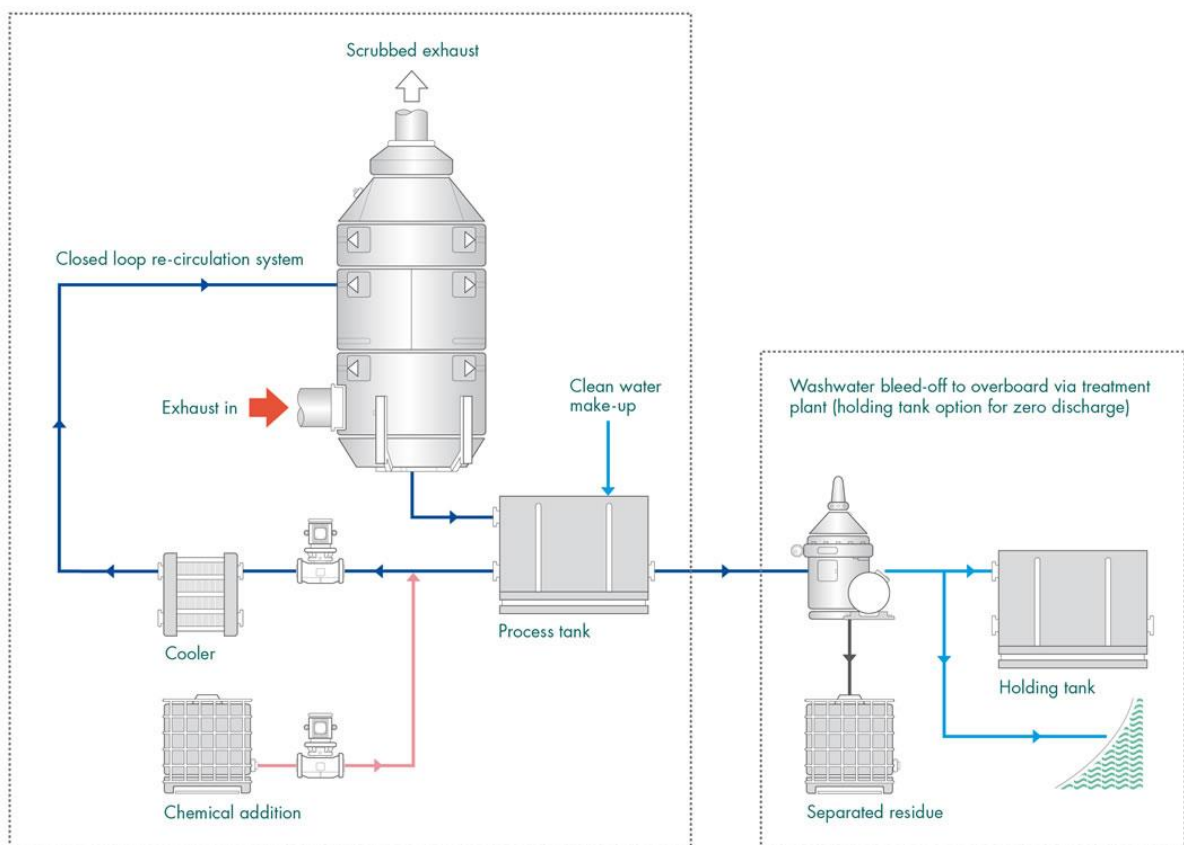 Scrubbed exhaust
Closed loop re-circulation system
Exhaust in
Clean water
make-up
Washwater bleed-off to overboard via treatment
plant (holding tank option for zero discharge)
Process tank
Cooler
Holding tank
Chemical addition
Separated residue